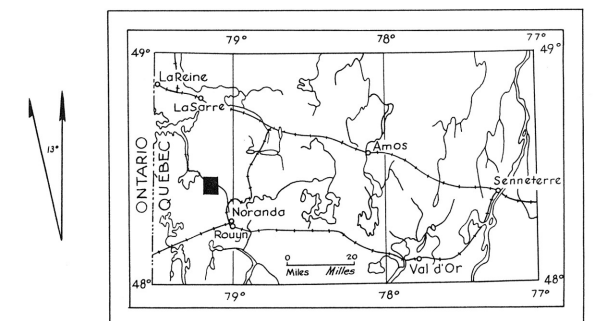 79° 78° 77°
49° 49°
LaReine
LaSarre
13°
Amos
ONTARIO
QUÉBEC
Senneterre
Noranda
Rouyn
0 20
Miles Milles
Val d'Or
48° 48°
79° 78° 77°